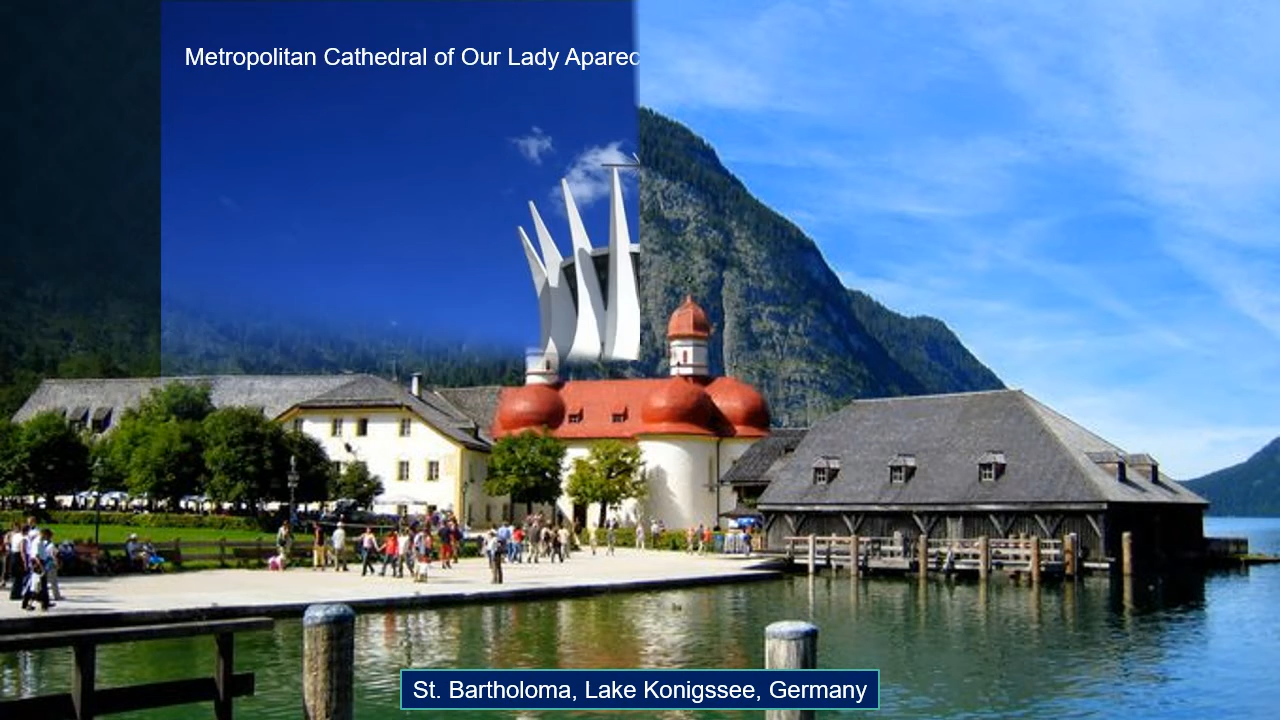 Metropolitan Cathedral of Our Lady Aparec
St. Bartholoma, Lake Konigssee, Germany